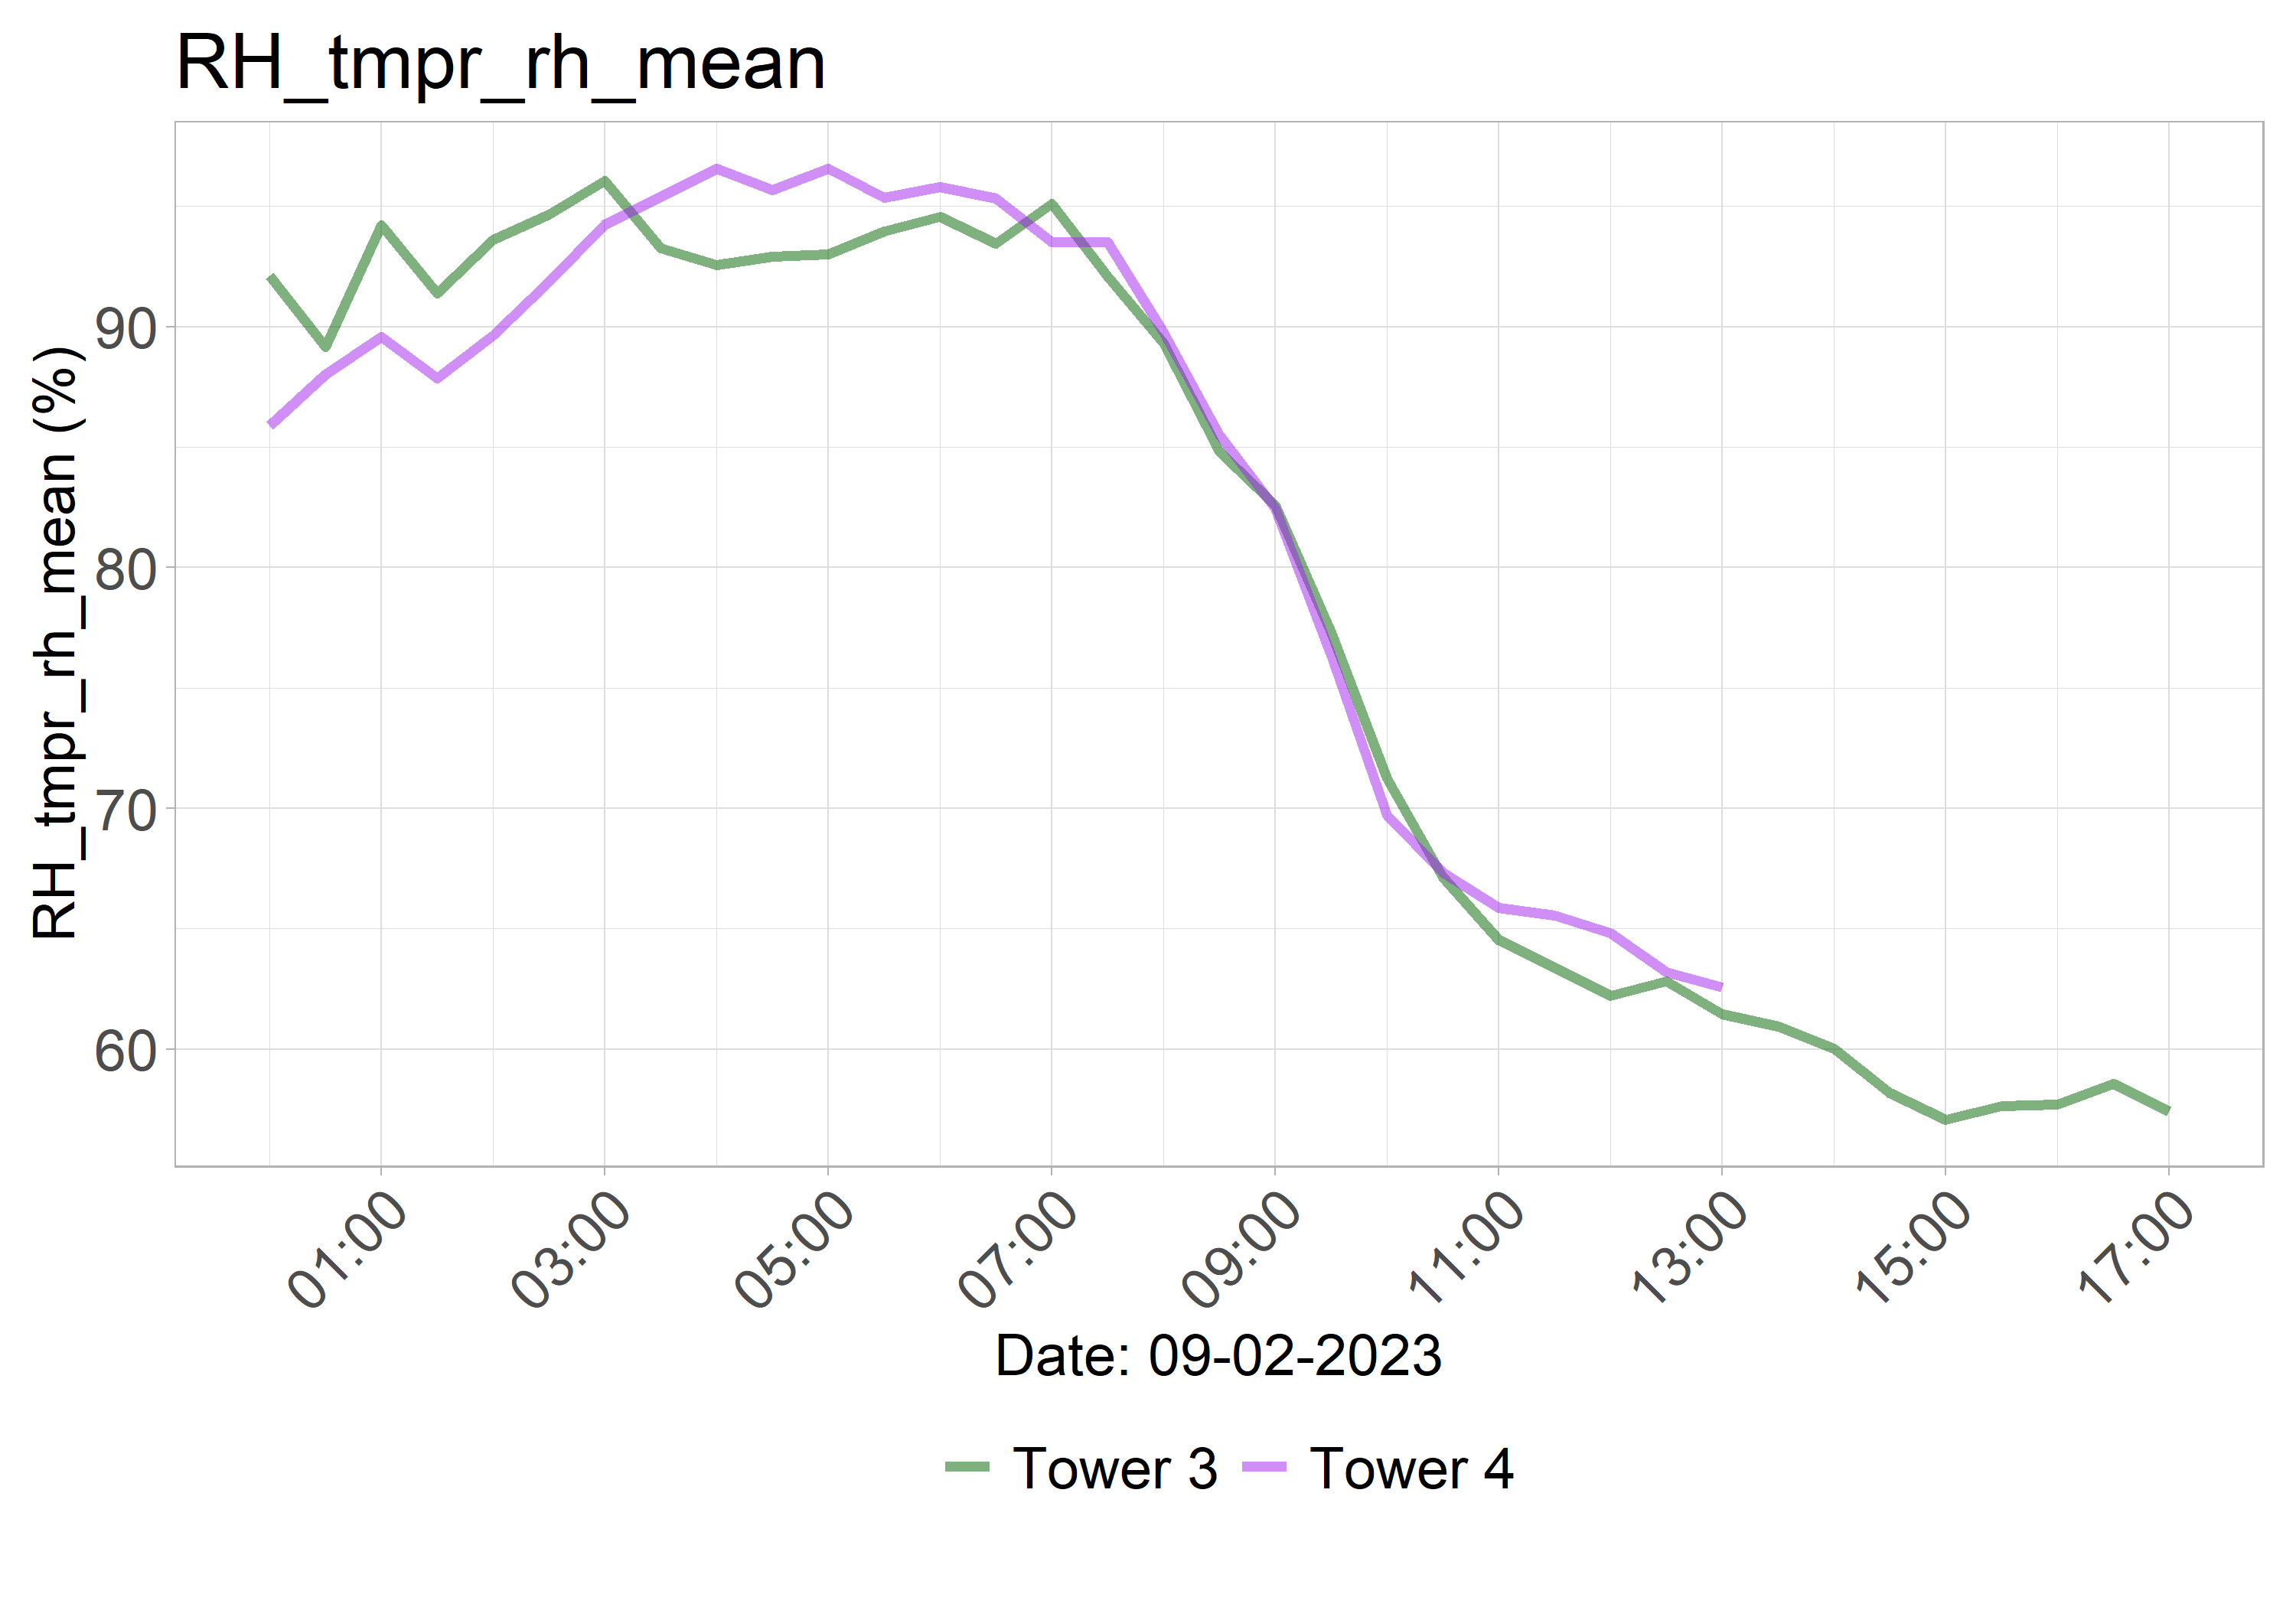 RH_tmpr_rh_mean
RH_tmpr_rh_mean (%)
90
80
70
60
01:00
03:00
05:00
07:00
09:00
11:00
13:00
15:00
17:00
Date: 09-02-2023
Tower 3
Tower 4